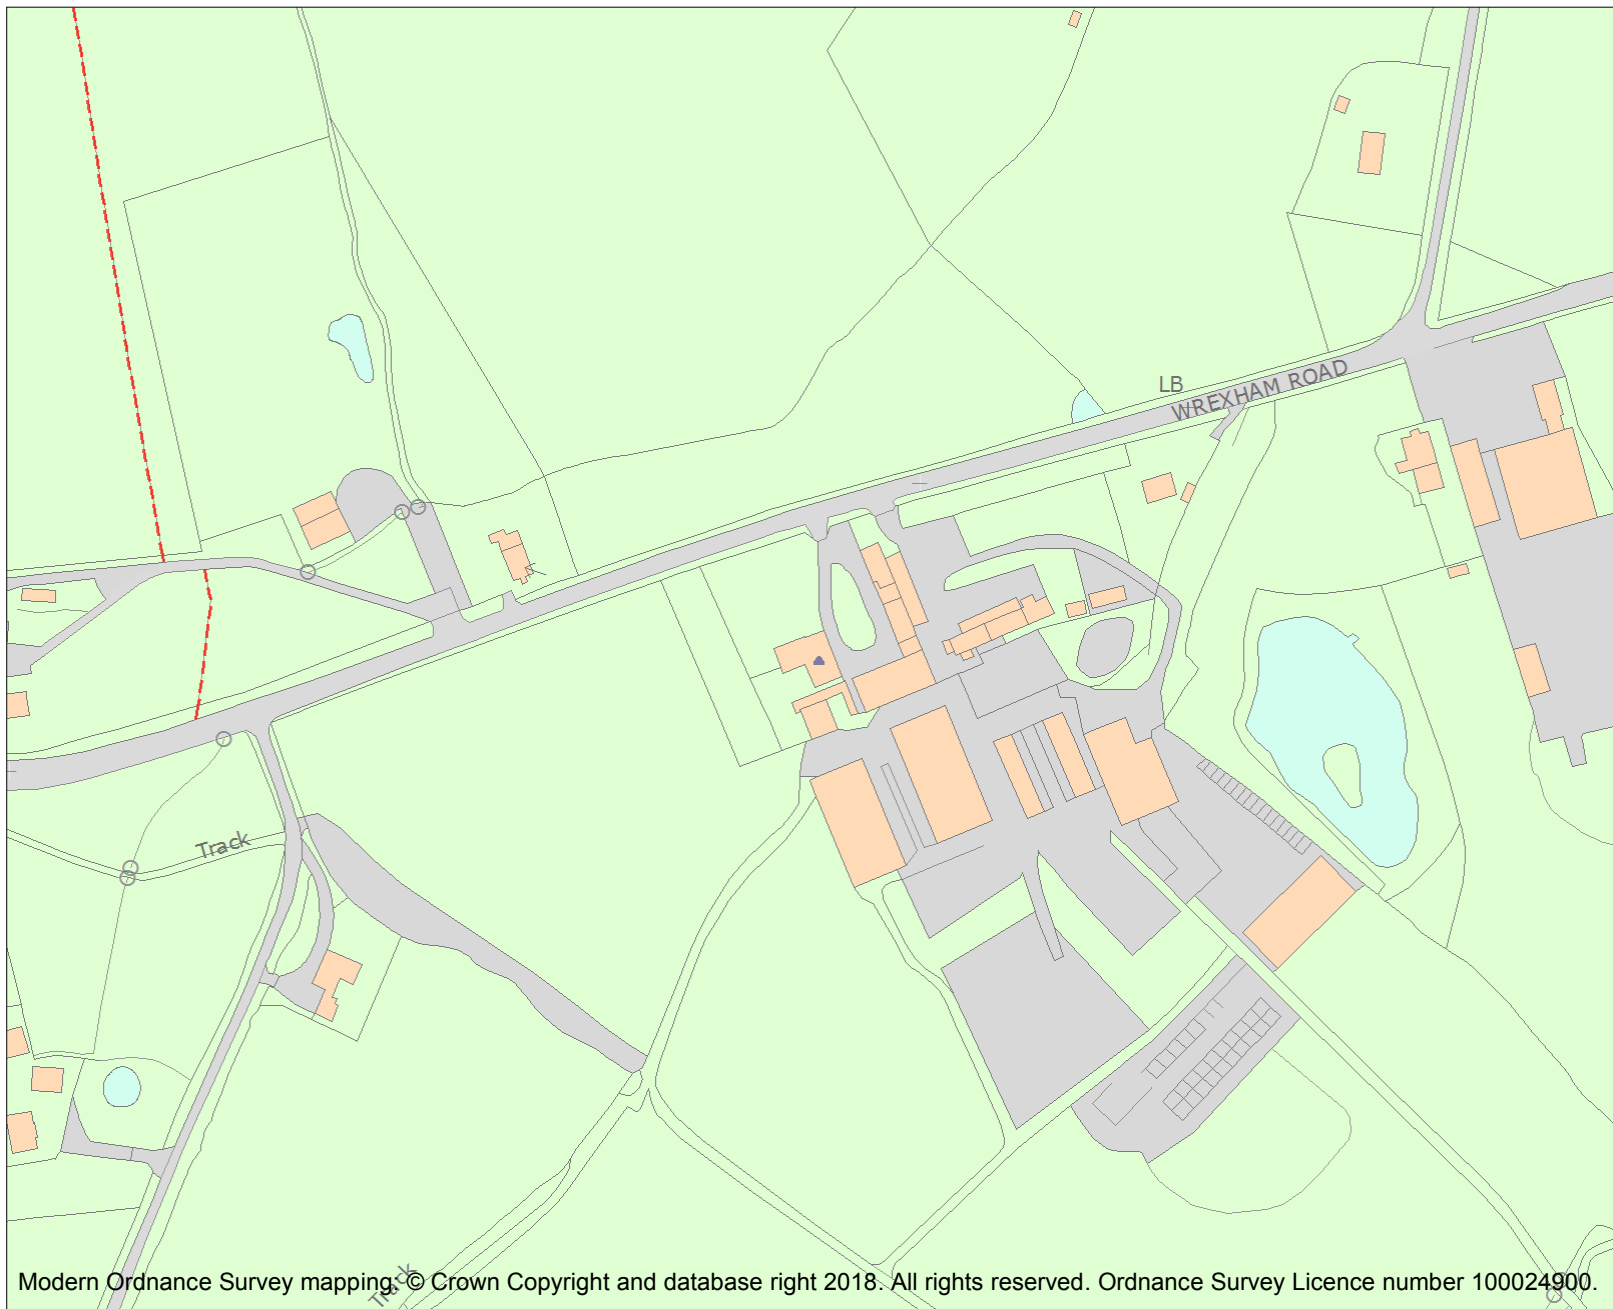 LB
WREXHAM ROAD
Track
Track
Modern Ordnance Survey mapping: © Crown Copyright and database right 2018. All rights reserved. Ordnance Survey Licence number 100024900.